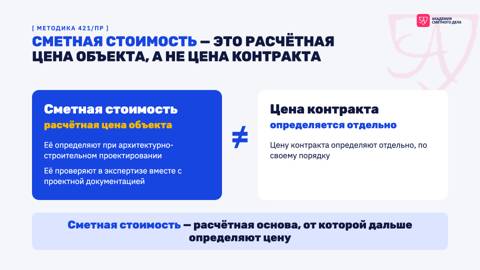 [ МЕТОДИКА 421/ПР ]
АКАДЕМИЯ
СМЕТНОГО ДЕЛА
СМЕТНАЯ СТОИМОСТЬ — ЭТО РАСЧЁТНАЯ
ЦЕНА ОБЪЕКТА, А НЕ ЦЕНА КОНТРАКТА
Сметная стоимость
расчётная цена объекта
Её определяют при архитектурно-
строительном проектировании
Её проверяют в экспертизе вместе с
проектной документацией
≠
Цена контракта
определяется отдельно
Цену контракта определяют отдельно, по
своему порядку
Сметная стоимость — расчётная основа, от которой дальше
определяют цену